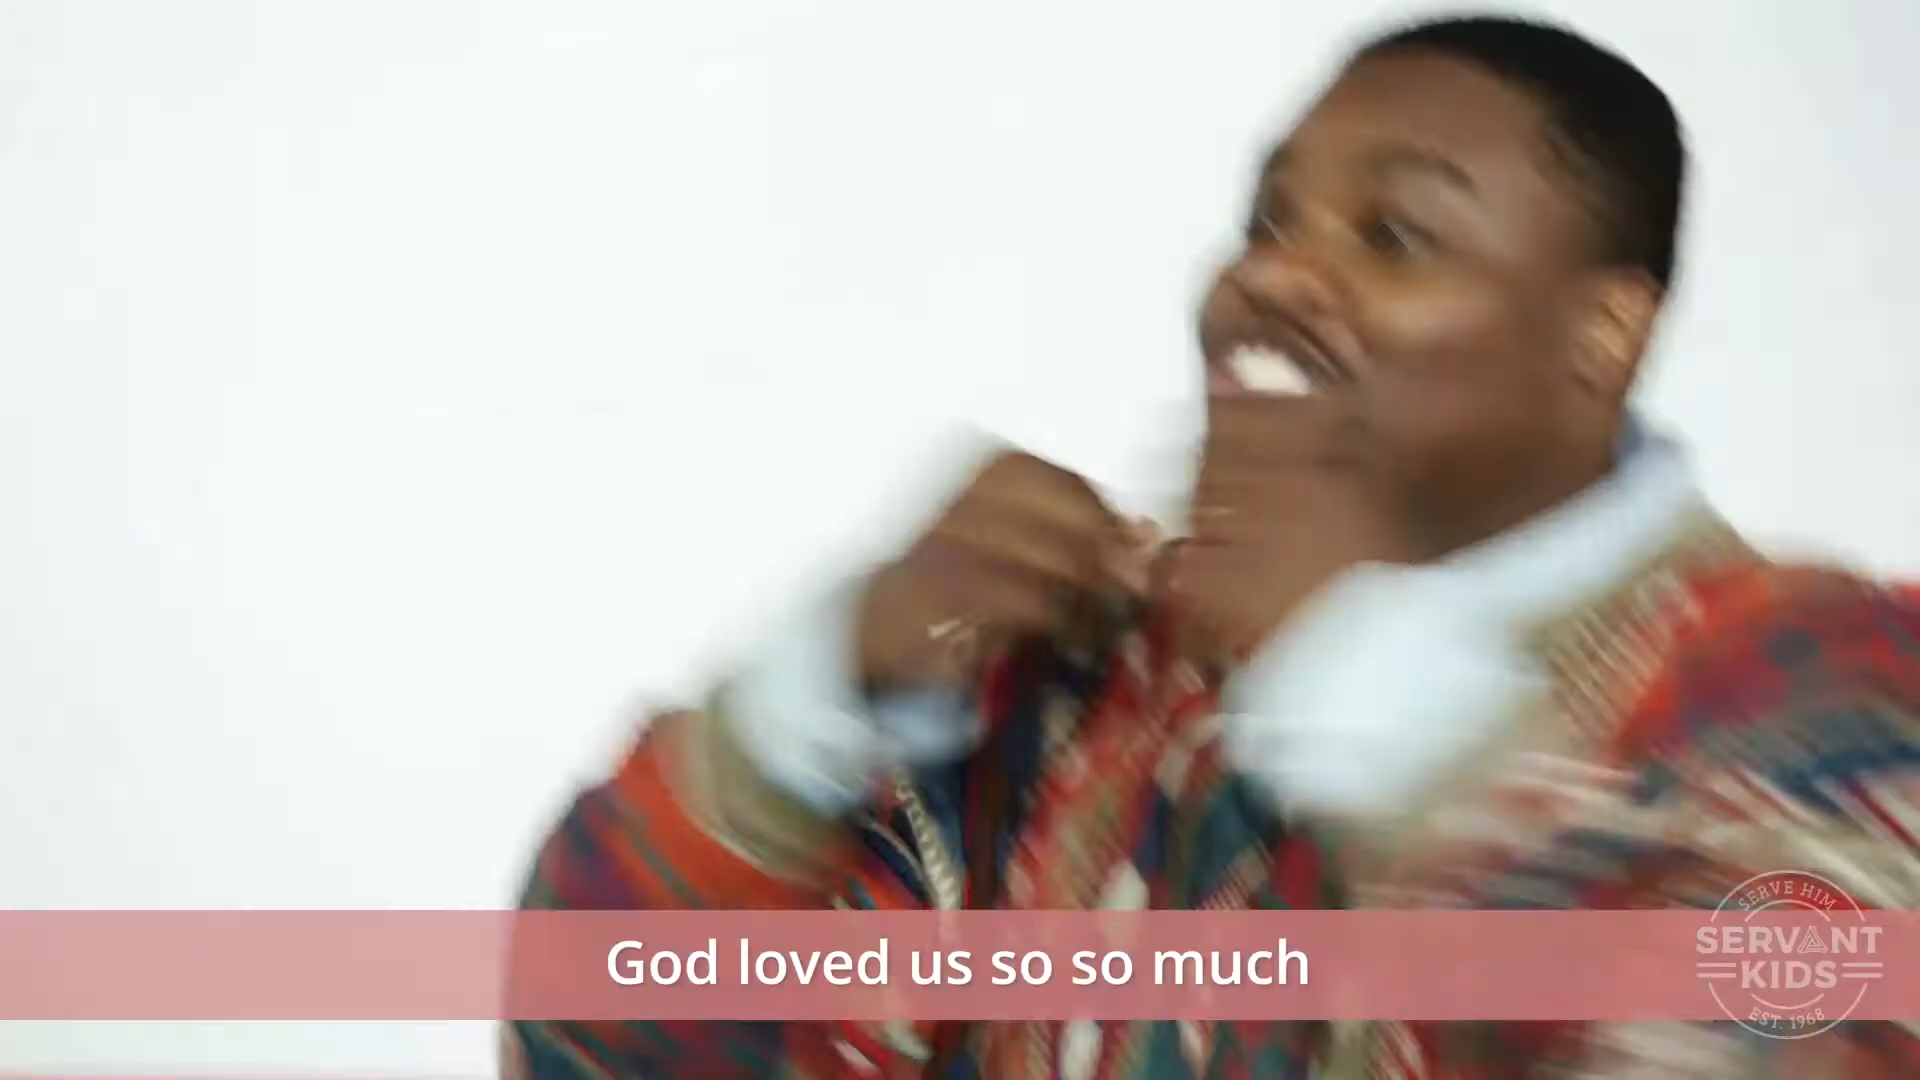 God loved us so so much
SERVE HIM
SERVANT
KIDS
EST. 1968